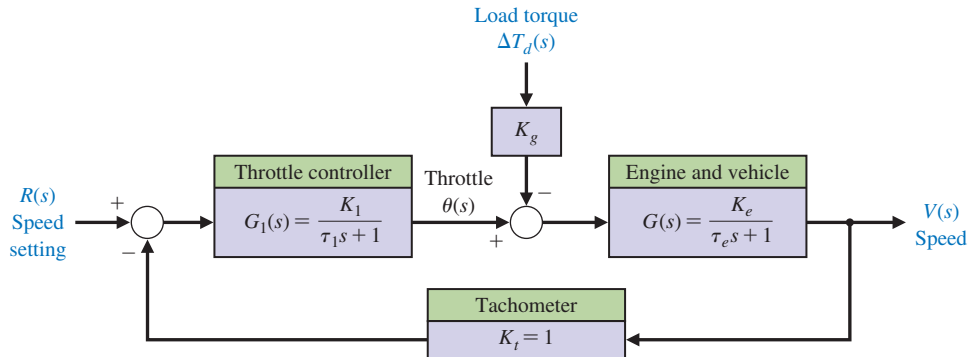 Load torque
ΔT_d(s)
K_g
Throttle controller
Engine and vehicle
R(s)
Speed
setting
+
−
G_1(s) = K_1 / (τ_1s + 1)
Throttle
θ(s)
+
−
G(s) = K_e / (τ_es + 1)
V(s)
Speed
Tachometer
K_t = 1